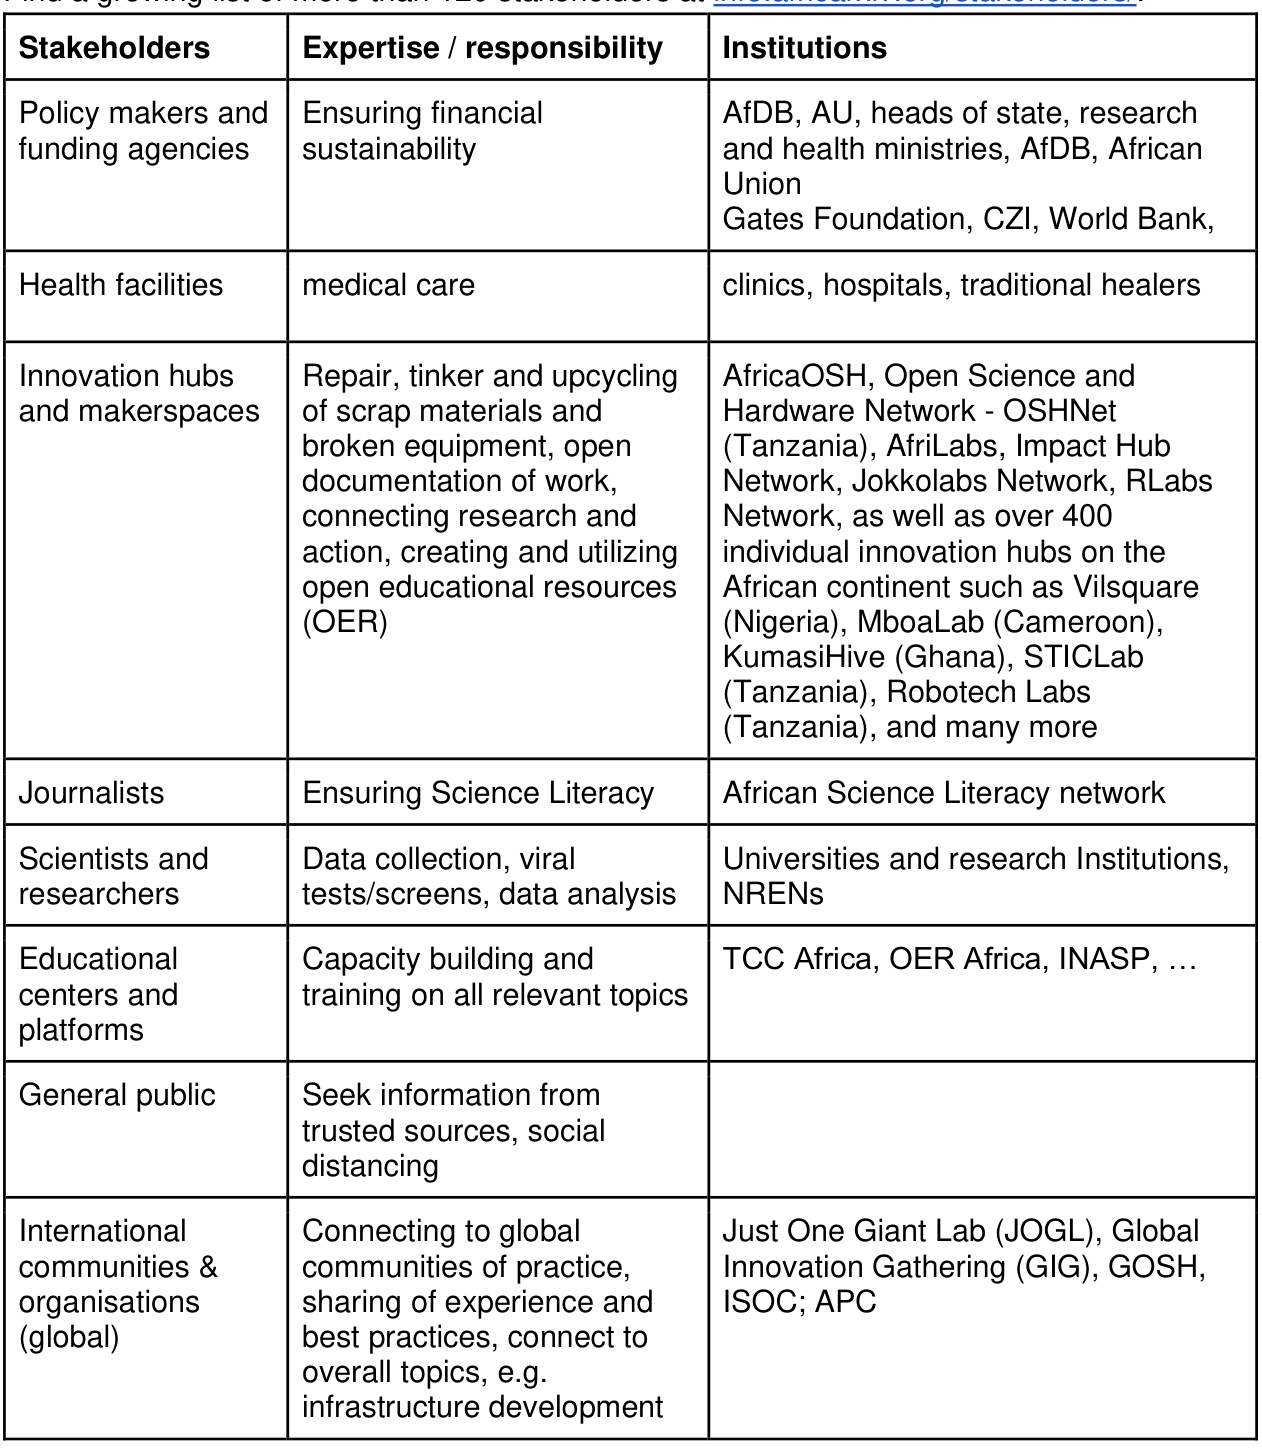 Stakeholders
Expertise / responsibility
Institutions
Policy makers and
funding agencies
Ensuring financial
sustainability
AfDB, AU, heads of state, research
and health ministries, AfDB, African
Union
Gates Foundation, CZI, World Bank,
Health facilities
medical care
clinics, hospitals, traditional healers
Innovation hubs
and makerspaces
Repair, tinker and upcycling
of scrap materials and
broken equipment, open
documentation of work,
connecting research and
action, creating and utilizing
open educational resources
(OER)
AfricaOSH, Open Science and
Hardware Network - OSHNet
(Tanzania), AfriLabs, Impact Hub
Network, Jokkolabs Network, RLabs
Network, as well as over 400
individual innovation hubs on the
African continent such as Vilsquare
(Nigeria), MboaLab (Cameroon),
KumasiHive (Ghana), STICLab
(Tanzania), Robotech Labs
(Tanzania), and many more
Journalists
Ensuring Science Literacy
African Science Literacy network
Scientists and
researchers
Data collection, viral
tests/screens, data analysis
Universities and research Institutions,
NRENs
Educational
centers and
platforms
Capacity building and
training on all relevant topics
TCC Africa, OER Africa, INASP, …
General public
Seek information from
trusted sources, social
distancing
International
communities &
organisations
(global)
Connecting to global
communities of practice,
sharing of experience and
best practices, connect to
overall topics, e.g.
infrastructure development
Just One Giant Lab (JOGL), Global
Innovation Gathering (GIG), GOSH,
ISOC; APC